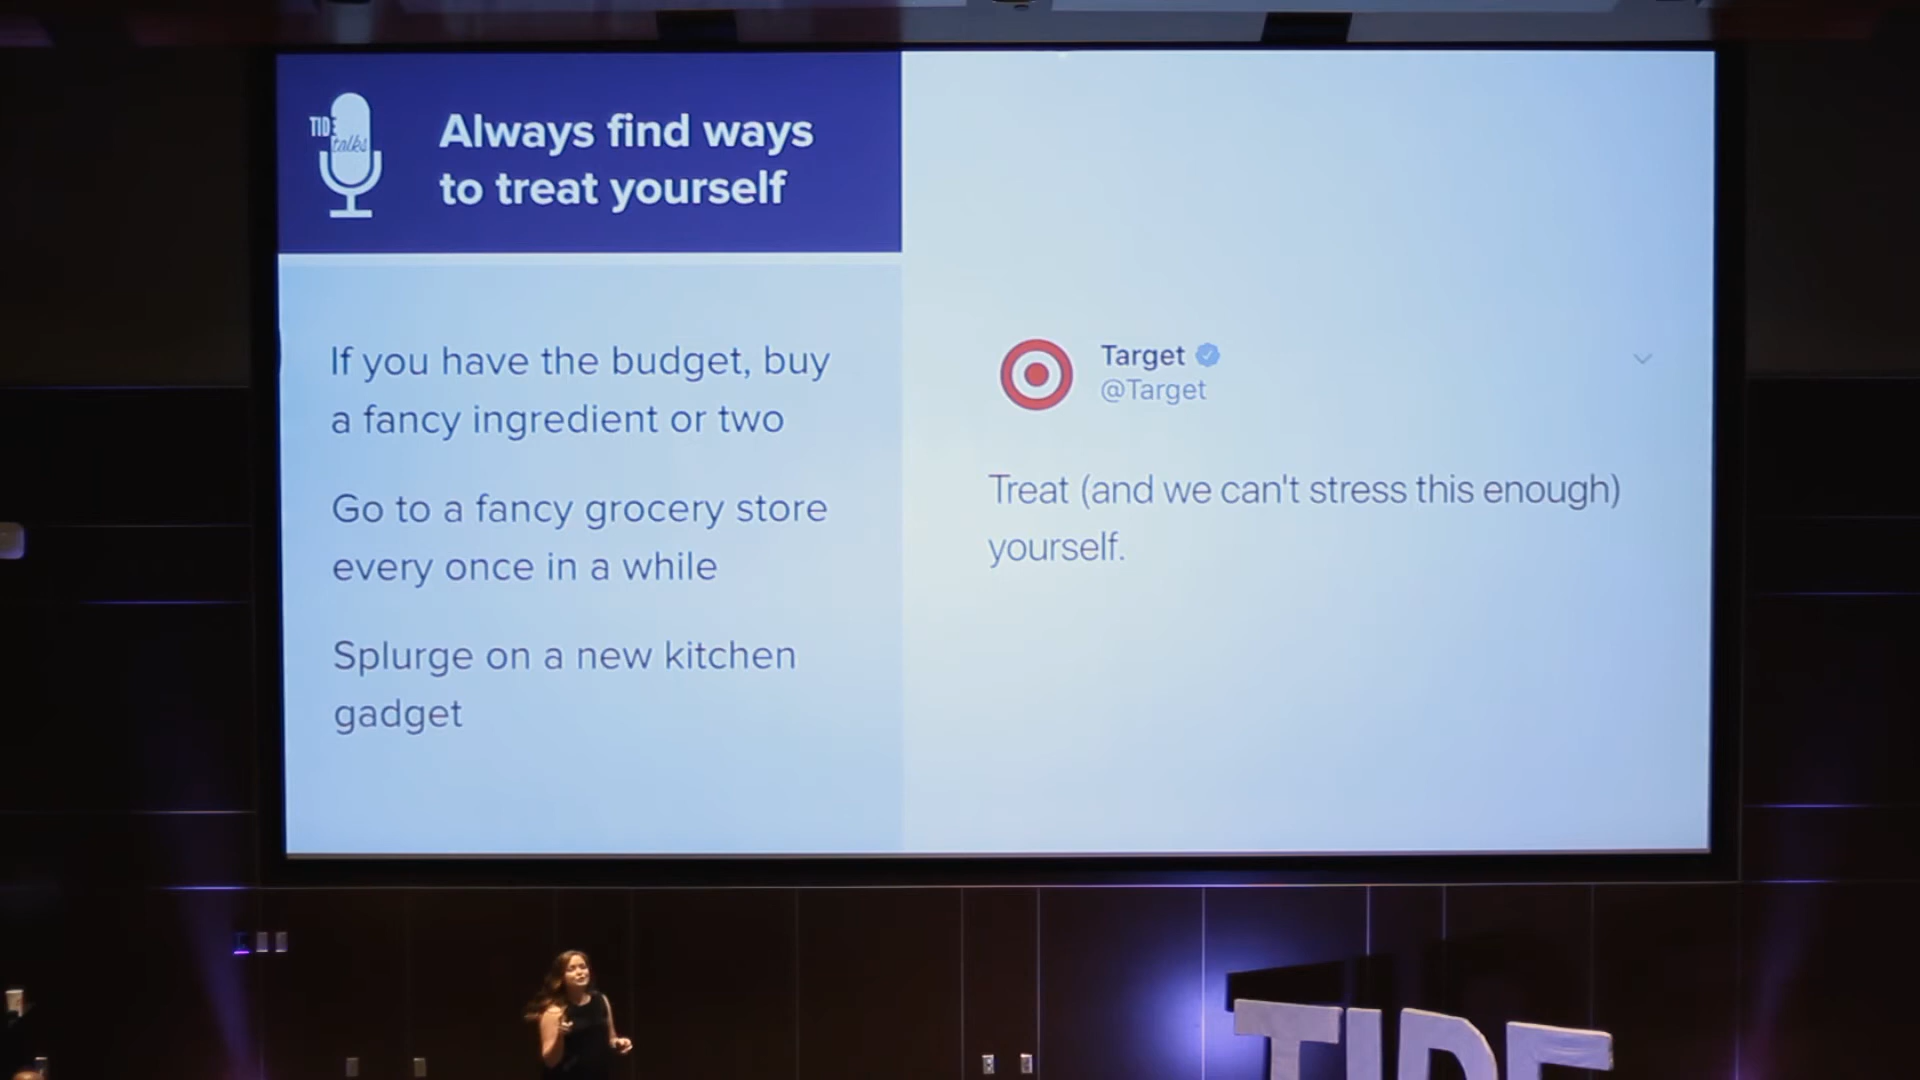 TIDE
talks
Always find ways
to treat yourself
If you have the budget, buy
a fancy ingredient or two
Go to a fancy grocery store
every once in a while
Splurge on a new kitchen
gadget
Target
@Target
Treat (and we can't stress this enough)
yourself.
TIDE